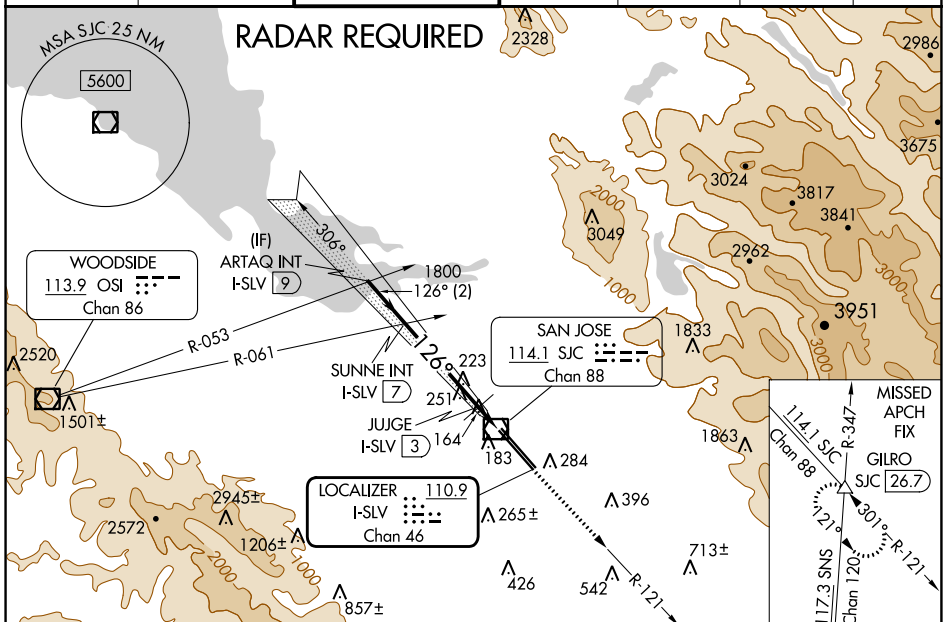 MSA SJC 25 NM
5600
RADAR REQUIRED
2328
2986
3675
3024
3817
3841
2000
3049
2962
1000
3000
3951
3000
306°
(IF)
ARTAQ INT
I-SLV 9
1800
126° (2)
WOODSIDE
113.9 OSI
Chan 86
R-053
R-061
2520
1501±
126°
SUNNE INT
I-SLV 7
223
251
JUJGE
I-SLV 3
164
183
SAN JOSE
114.1 SJC
Chan 88
1833
1863
284
LOCALIZER 110.9
I-SLV
Chan 46
396
265±
2945±
2572
1206±
1000
2000
857±
426
542
713±
R-121
MISSED
APCH
FIX
114.1 SJC
Chan 88
R-347
GILRO
SJC 26.7
301°
121°
R-121
117.3 SNS
Chan 120